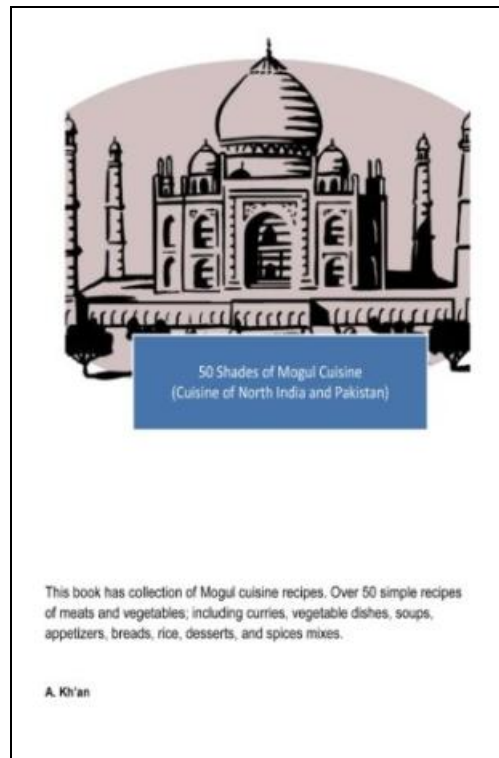 50 Shades of Mogul Cuisine
(Cuisine of North India and Pakistan)
This book has collection of Mogul cuisine recipes. Over 50 simple recipes
of meats and vegetables; including curries, vegetable dishes, soups,
appetizers, breads, rice, desserts, and spices mixes.
A. Kh'an